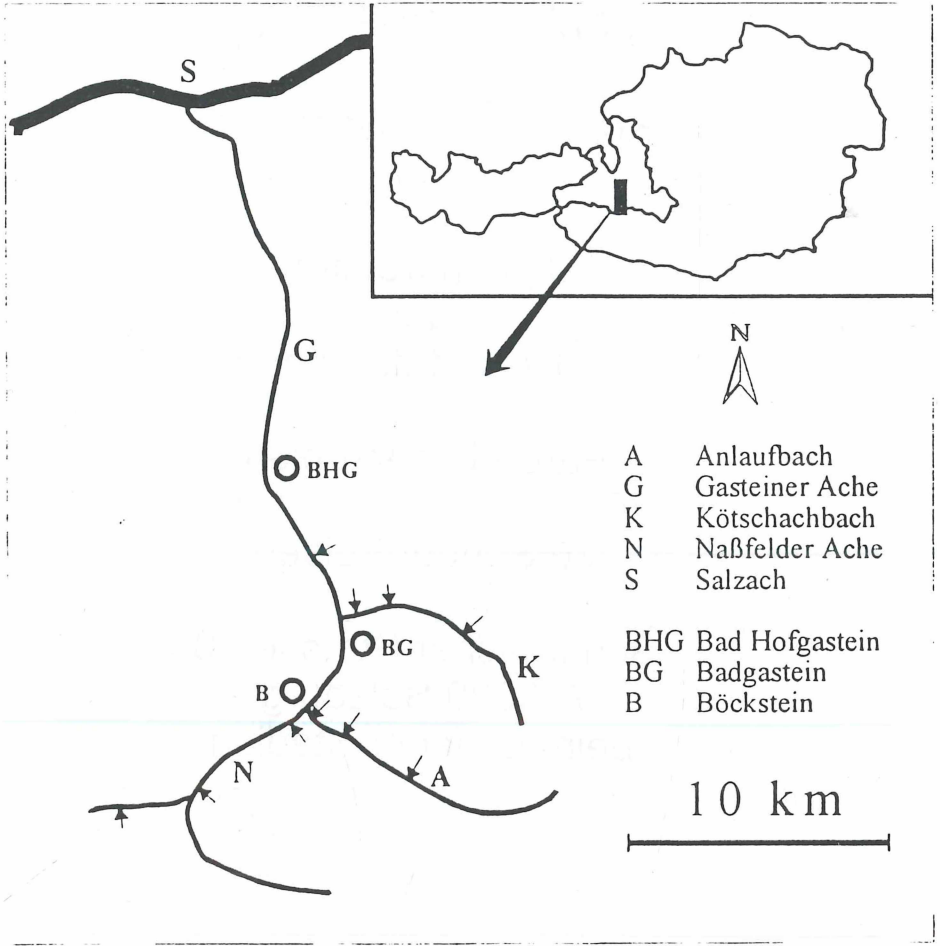 S
N
G
A Anlaufbach
G Gasteiner Ache
K Kötschachbach
N Naßfelder Ache
S Salzach
BHG Bad Hofgastein
BG Badgastein
B Böckstein
BHG
BG
K
B
N
A
10 km